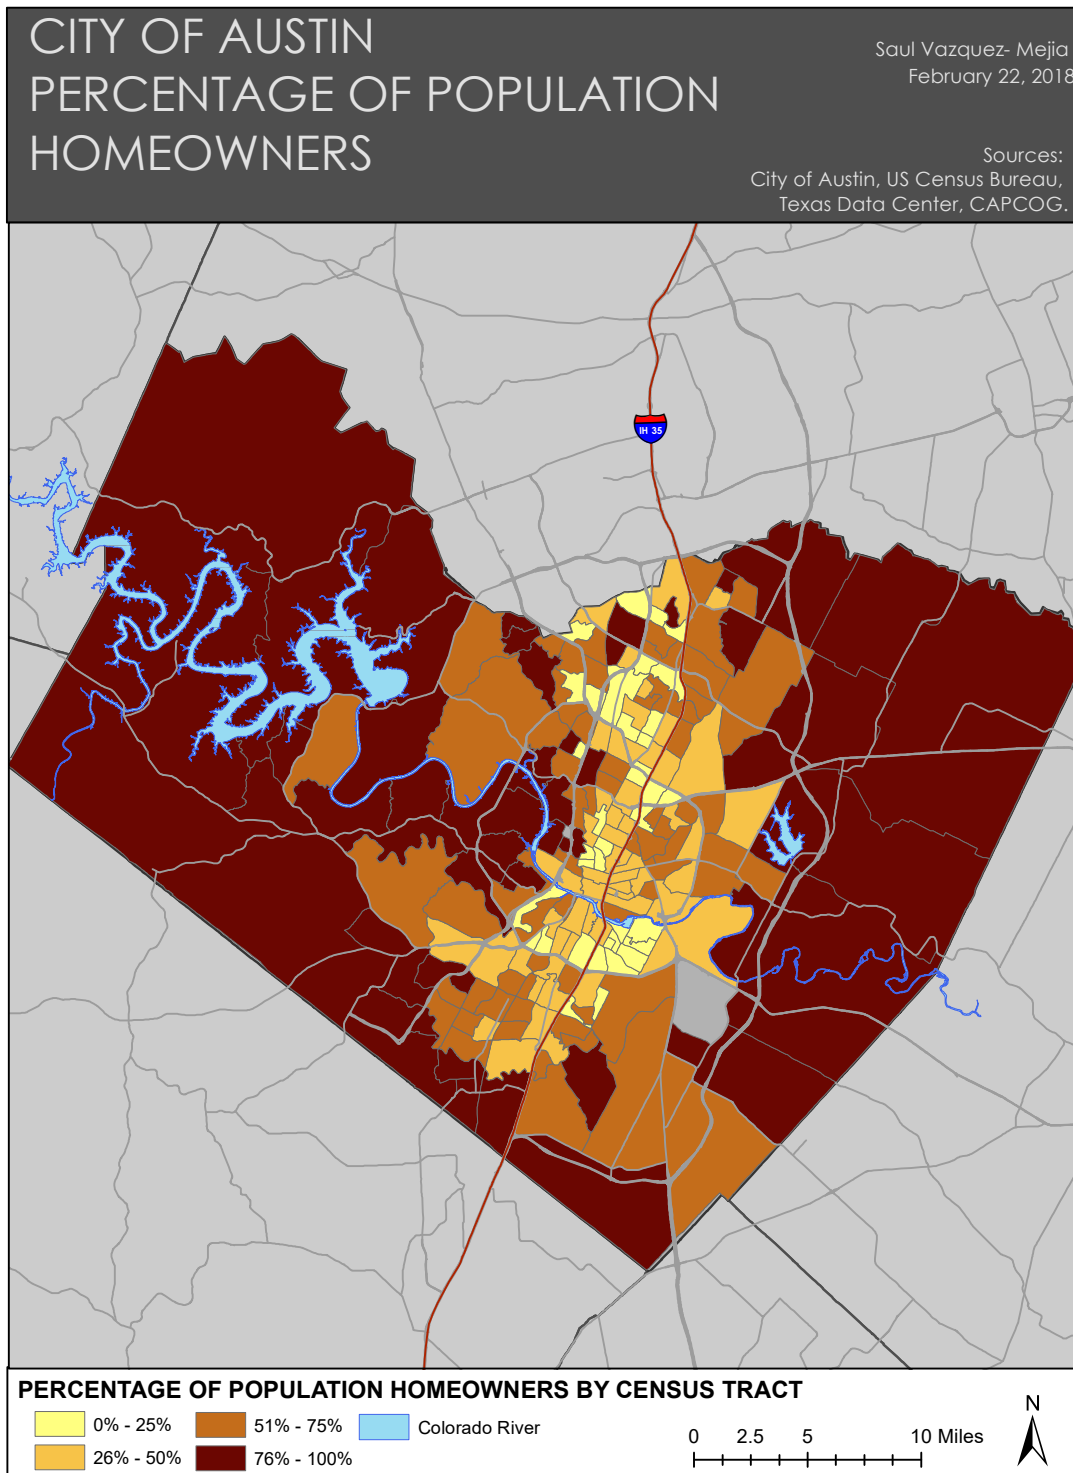 CITY OF AUSTIN
PERCENTAGE OF POPULATION
HOMEOWNERS
Saul Vazquez- Mejia
February 22, 2018
Sources:
City of Austin, US Census Bureau,
Texas Data Center, CAPCOG.
IH 35
PERCENTAGE OF POPULATION HOMEOWNERS BY CENSUS TRACT
0% - 25%
26% - 50%
51% - 75%
76% - 100%
Colorado River
0 2.5 5 10 Miles
N